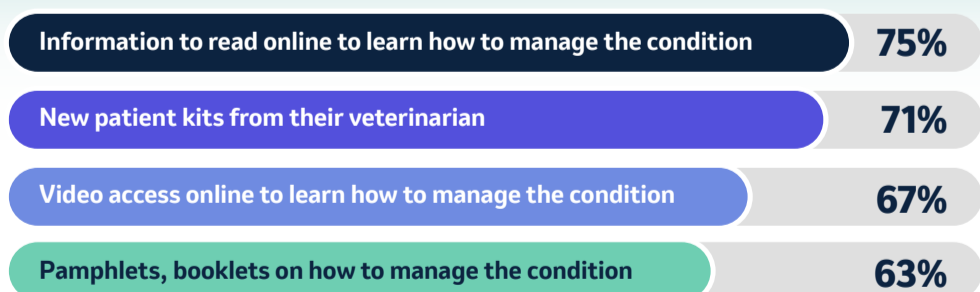 Information to read online to learn how to manage the condition 75%
New patient kits from their veterinarian 71%
Video access online to learn how to manage the condition 67%
Pamphlets, booklets on how to manage the condition 63%